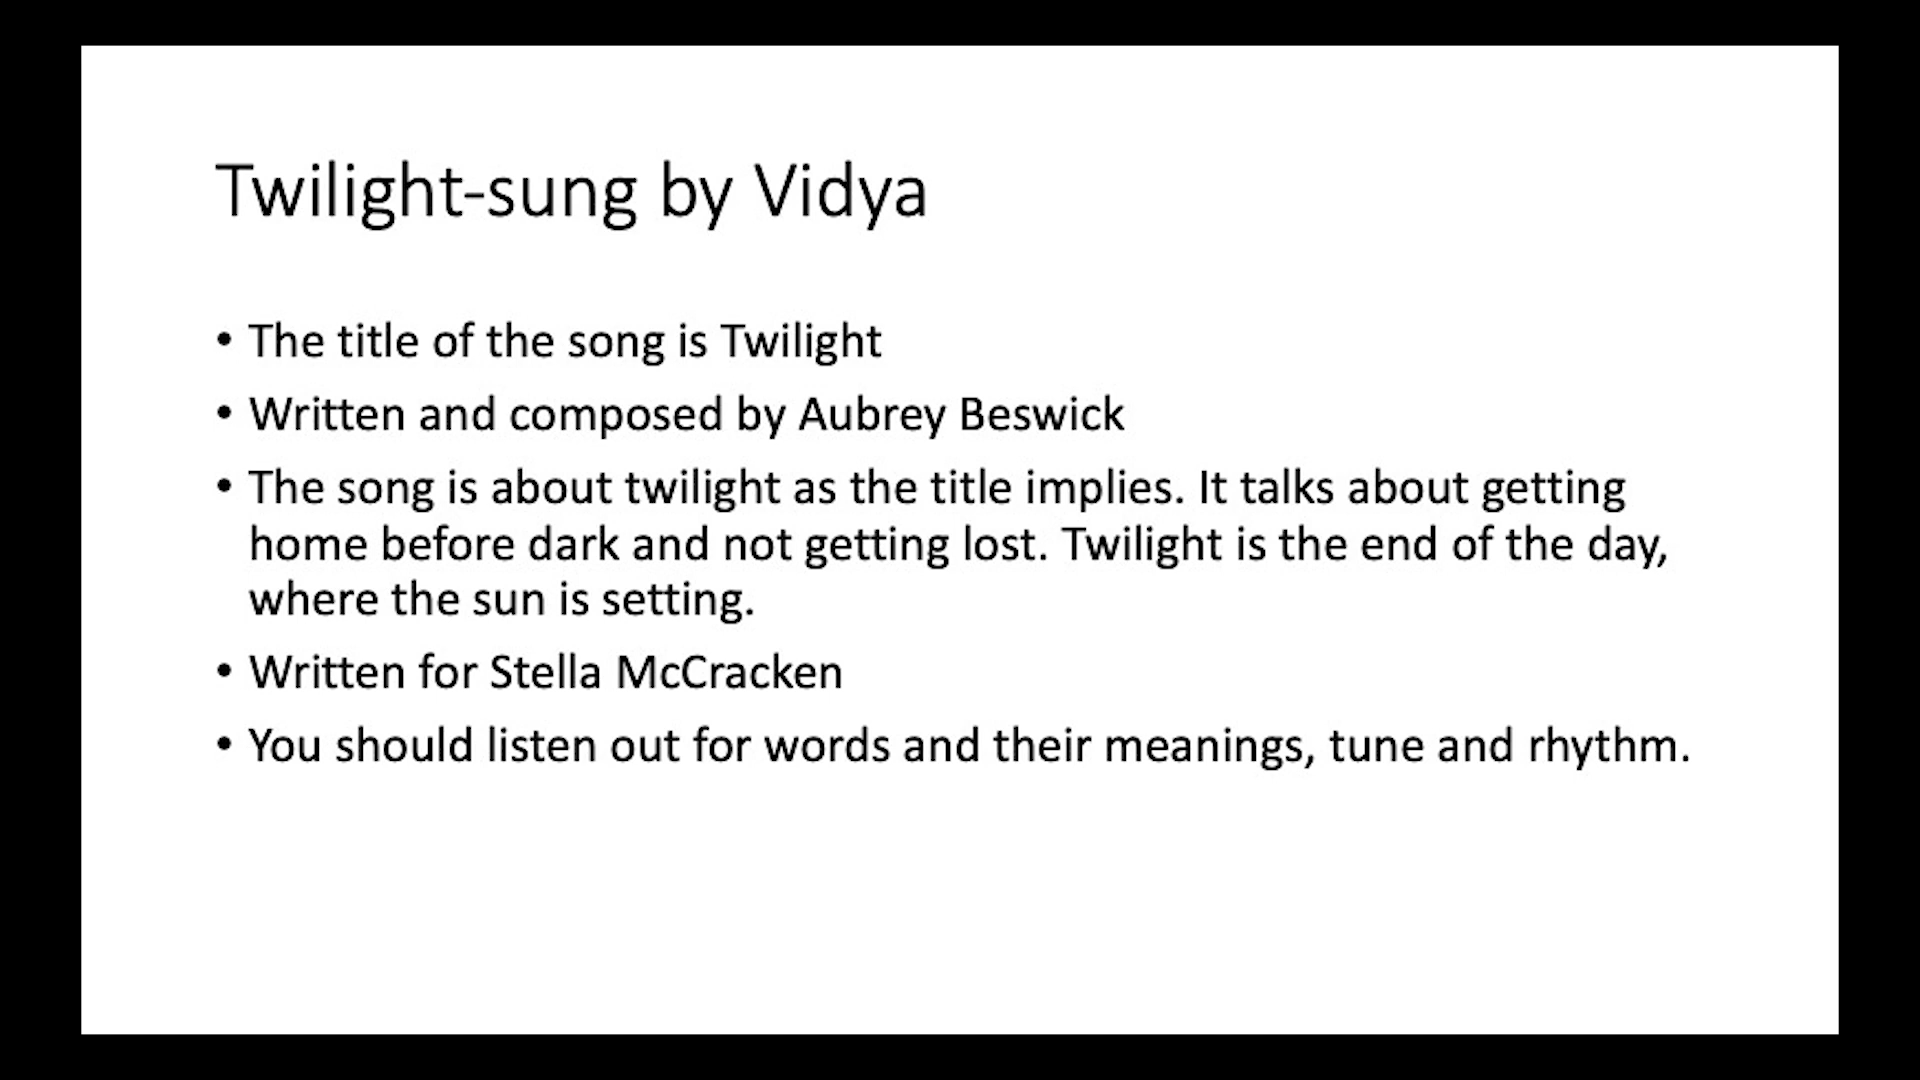 Twilight-sung by Vidya
• The title of the song is Twilight
• Written and composed by Aubrey Beswick
• The song is about twilight as the title implies. It talks about getting
home before dark and not getting lost. Twilight is the end of the day,
where the sun is setting.
• Written for Stella McCracken
• You should listen out for words and their meanings, tune and rhythm.